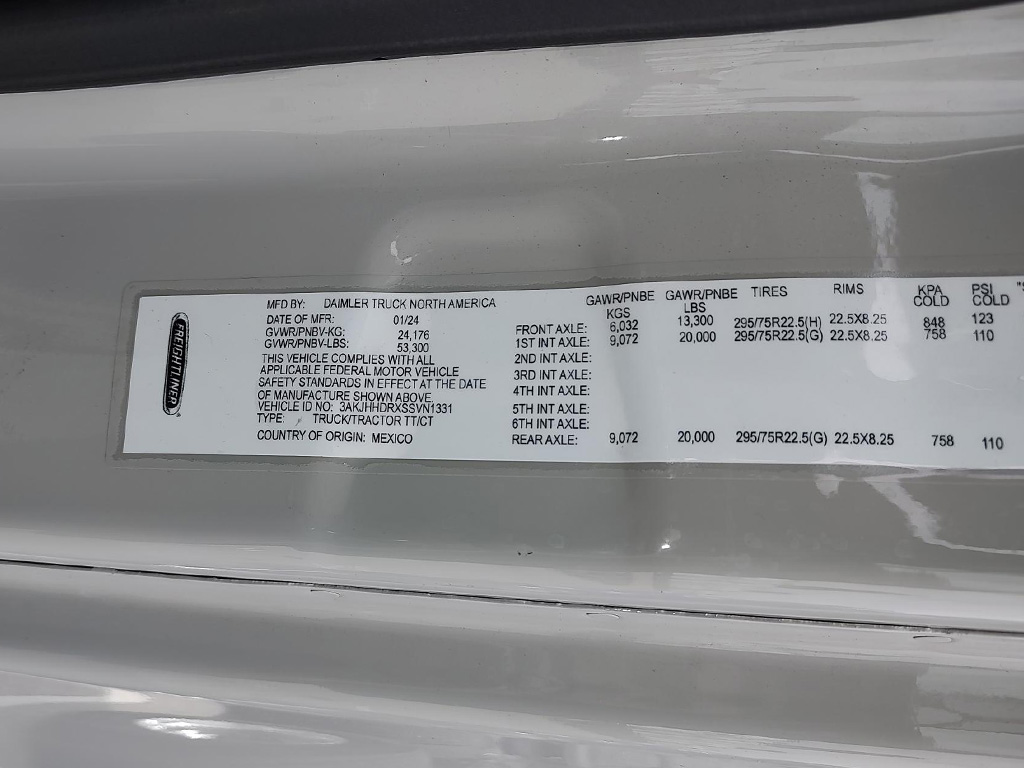 FREIGHTLINER
MFD BY: DAIMLER TRUCK NORTH AMERICA
DATE OF MFR: 01/24
GVWR/PNBV-KG: 24,176
GVWR/PNBV-LBS: 53,300
THIS VEHICLE COMPLIES WITH ALL
APPLICABLE FEDERAL MOTOR VEHICLE
SAFETY STANDARDS IN EFFECT AT THE DATE
OF MANUFACTURE SHOWN ABOVE.
VEHICLE ID NO: 3AKJHHDRXSSVN1331
TYPE: TRUCK/TRACTOR TT/CT
COUNTRY OF ORIGIN: MEXICO
GAWR/PNBE GAWR/PNBE TIRES RIMS KPA PSI
KGS LBS COLD COLD
FRONT AXLE: 6,032 13,300 295/75R22.5(H) 22.5X8.25 848 123
1ST INT AXLE: 9,072 20,000 295/75R22.5(G) 22.5X8.25 758 110
2ND INT AXLE:
3RD INT AXLE:
4TH INT AXLE:
5TH INT AXLE:
6TH INT AXLE:
REAR AXLE: 9,072 20,000 295/75R22.5(G) 22.5X8.25 758 110